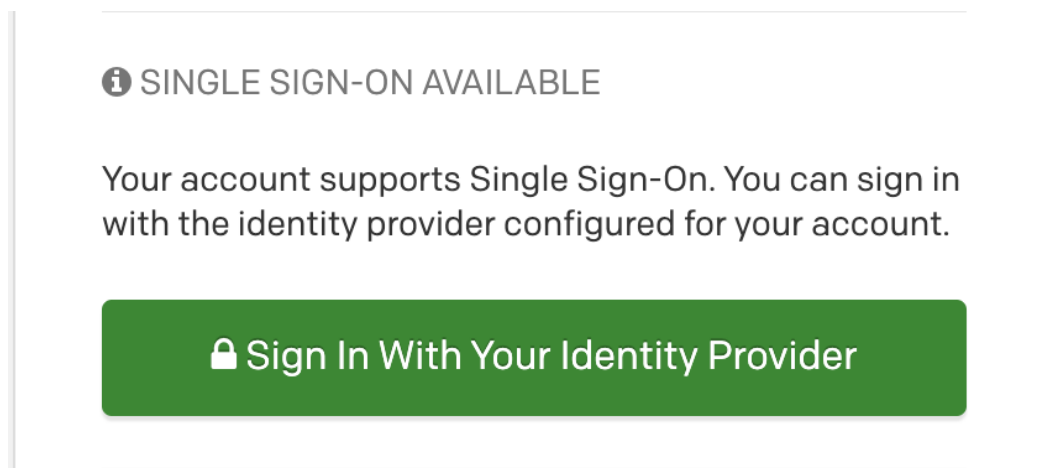 SINGLE SIGN-ON AVAILABLE
Your account supports Single Sign-On. You can sign in
with the identity provider configured for your account.
Sign In With Your Identity Provider